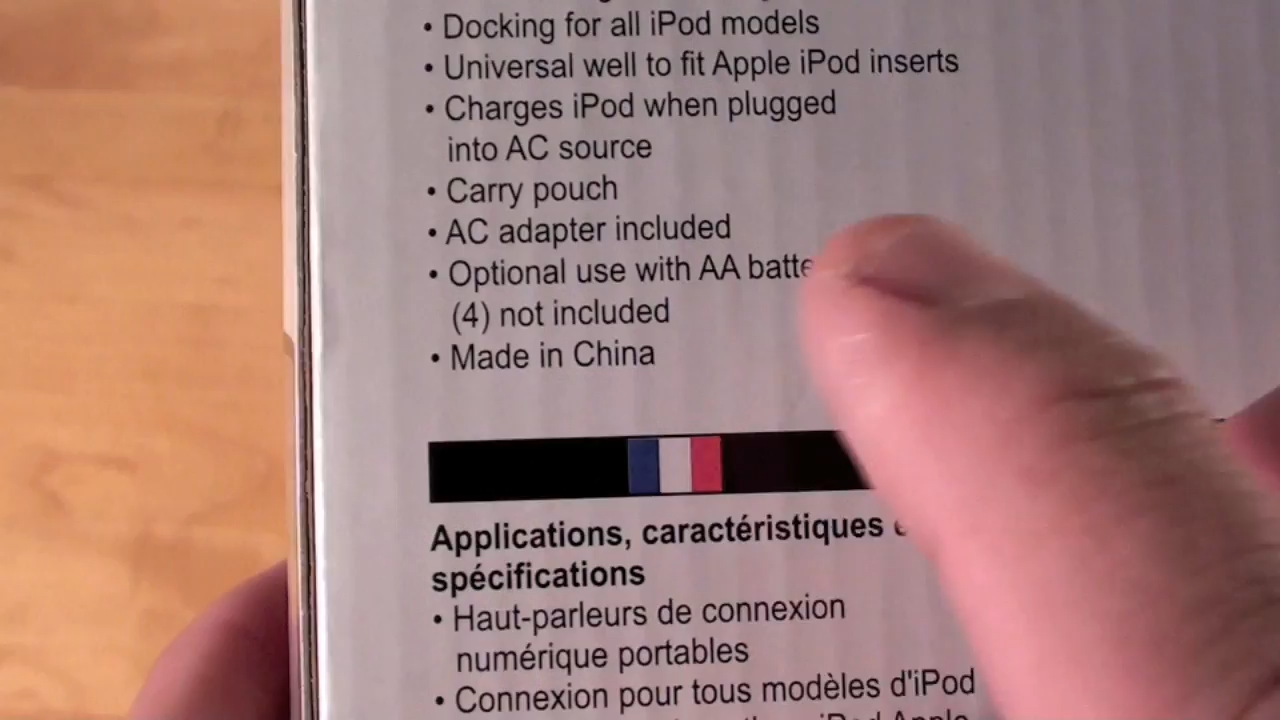 • Docking for all iPod models
• Universal well to fit Apple iPod inserts
• Charges iPod when plugged
into AC source
• Carry pouch
• AC adapter included
• Optional use with AA
(4) not included
• Made in China
Applications, caractéristiques
spécifications
• Haut-parleurs de connexion
numérique portables
• Connexion pour tous modèles d'iPod
iPod Apple